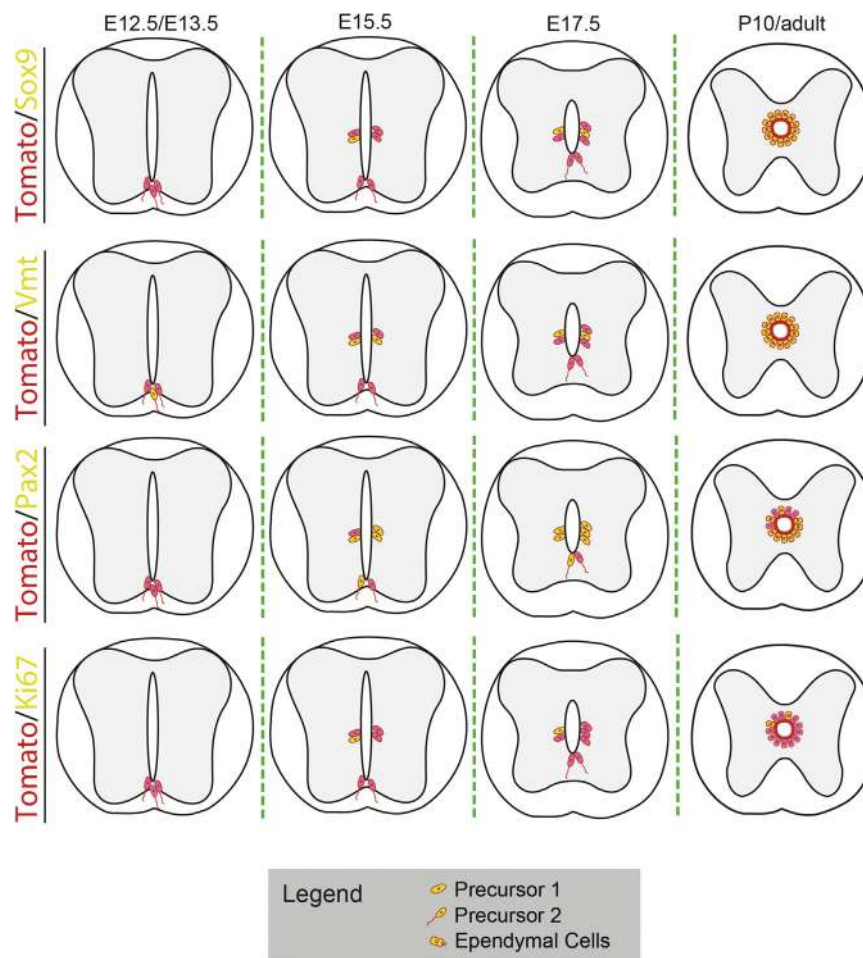 E12.5/E13.5 E15.5 E17.5 P10/adult
Tomato/Sox9
Tomato/Vmt
Tomato/Pax2
Tomato/Ki67
Legend
Precursor 1
Precursor 2
Ependymal Cells